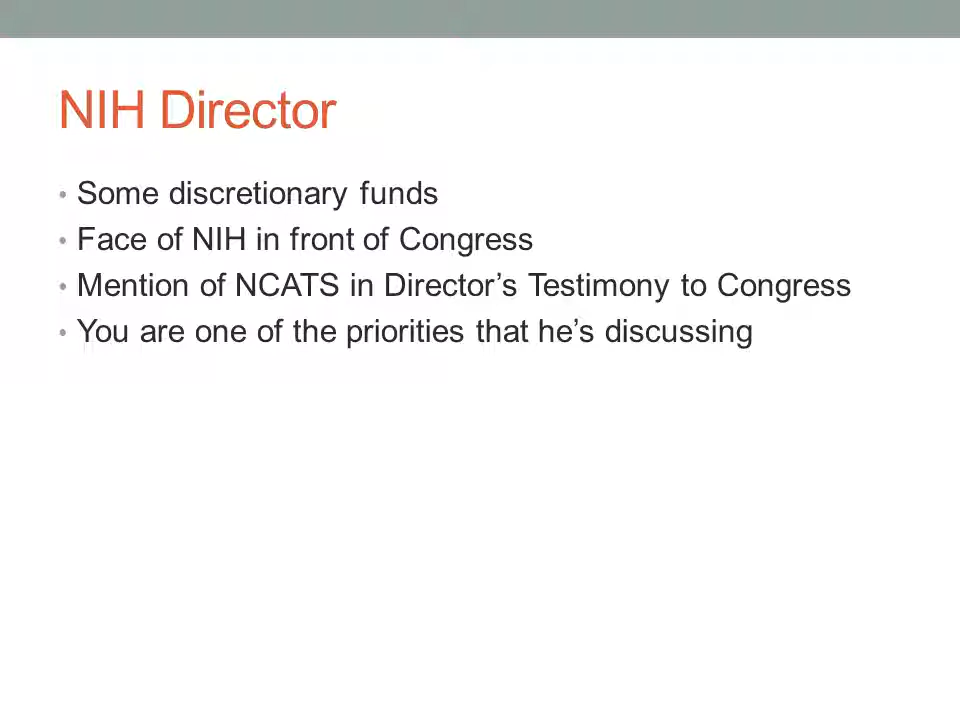 NIH Director
• Some discretionary funds
• Face of NIH in front of Congress
• Mention of NCATS in Director’s Testimony to Congress
• You are one of the priorities that he’s discussing